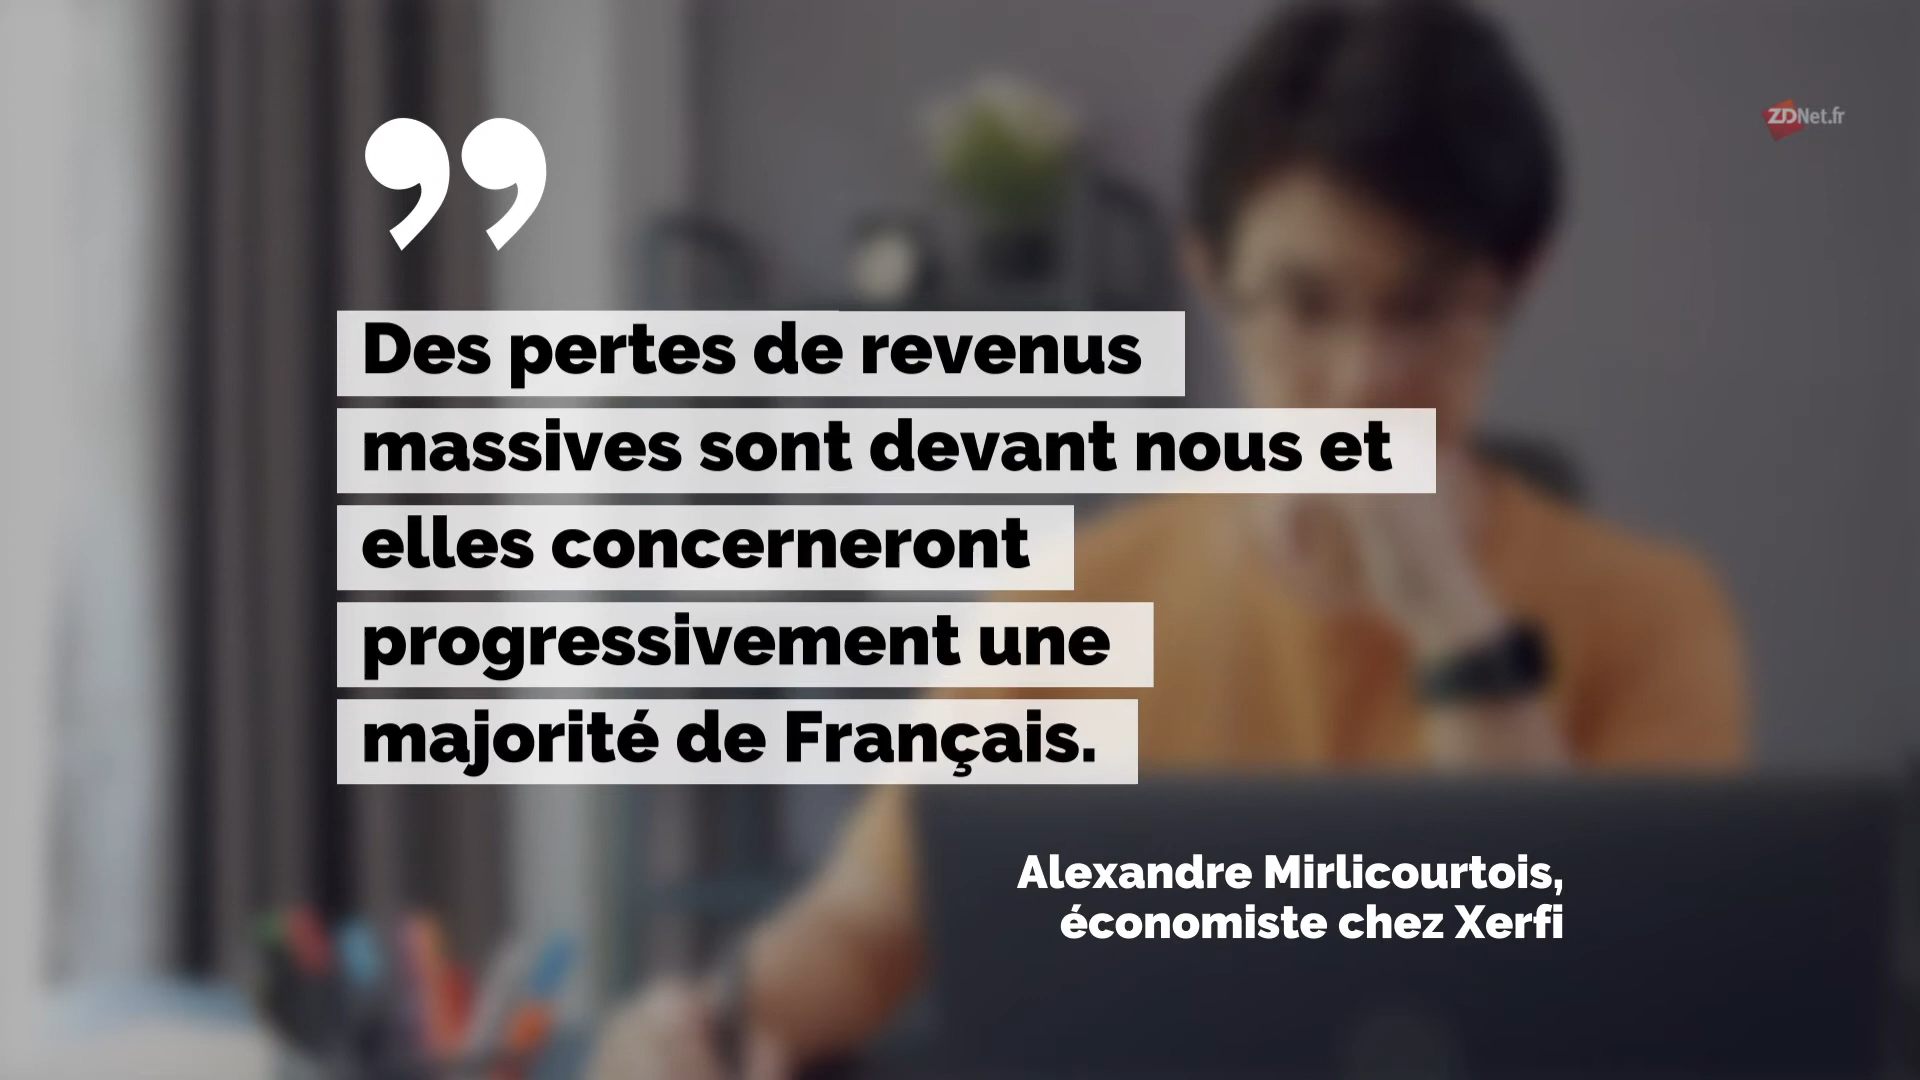 ZDNet.fr
”
Des pertes de revenus
massives sont devant nous et
elles concerneront
progressivement une
majorité de Français.
Alexandre Mirlicourtois,
économiste chez Xerfi